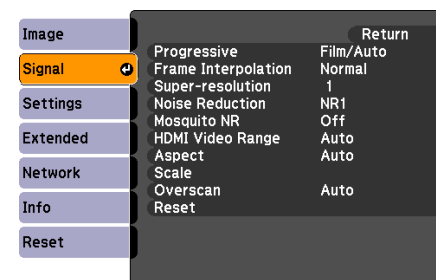 Image
Signal
Settings
Extended
Network
Info
Reset
Return
Progressive Film/Auto
Frame Interpolation Normal
Super-resolution 1
Noise Reduction NR1
Mosquito NR Off
HDMI Video Range Auto
Aspect Auto
Scale
Overscan Auto
Reset